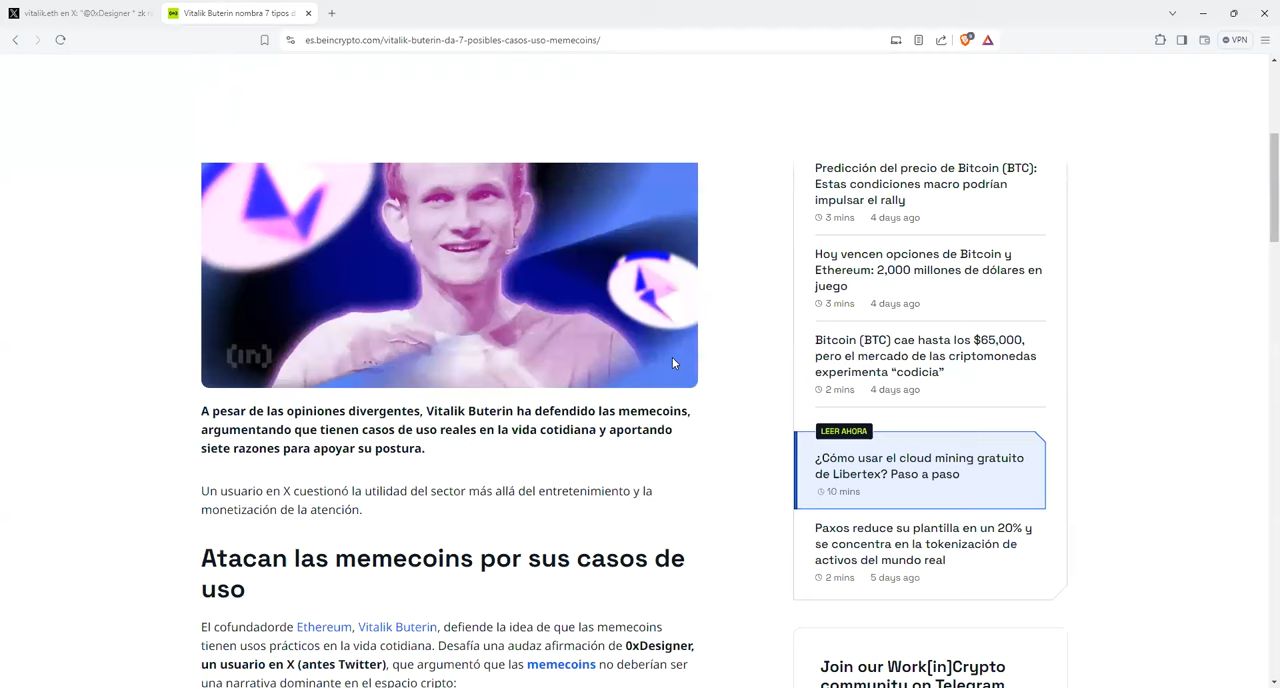 vitalik.eth en X: "@0xDesigner * zk
Vitalik Buterin nombra 7 tipos d
es.beincrypto.com/vitalik-buterin-da-7-posibles-casos-uso-memecoins/
VPN
(in)
A pesar de las opiniones divergentes, Vitalik Buterin ha defendido las memecoins,
argumentando que tienen casos de uso reales en la vida cotidiana y aportando
siete razones para apoyar su postura.
Un usuario en X cuestionó la utilidad del sector más allá del entretenimiento y la
monetización de la atención.
Atacan las memecoins por sus casos de
uso
El cofundadorde Ethereum, Vitalik Buterin, defiende la idea de que las memecoins
tienen usos prácticos en la vida cotidiana. Desafía una audaz afirmación de 0xDesigner,
un usuario en X (antes Twitter), que argumentó que las memecoins no deberían ser
una narrativa dominante en el espacio cripto:
Predicción del precio de Bitcoin (BTC):
Estas condiciones macro podrían
impulsar el rally
3 mins 4 days ago
Hoy vencen opciones de Bitcoin y
Ethereum: 2,000 millones de dólares en
juego
3 mins 4 days ago
Bitcoin (BTC) cae hasta los $65,000,
pero el mercado de las criptomonedas
experimenta “codicia”
2 mins 4 days ago
LEER AHORA
¿Cómo usar el cloud mining gratuito
de Libertex? Paso a paso
10 mins
Paxos reduce su plantilla en un 20% y
se concentra en la tokenización de
activos del mundo real
2 mins 5 days ago
Join our Work[in]Crypto
community on Telegram